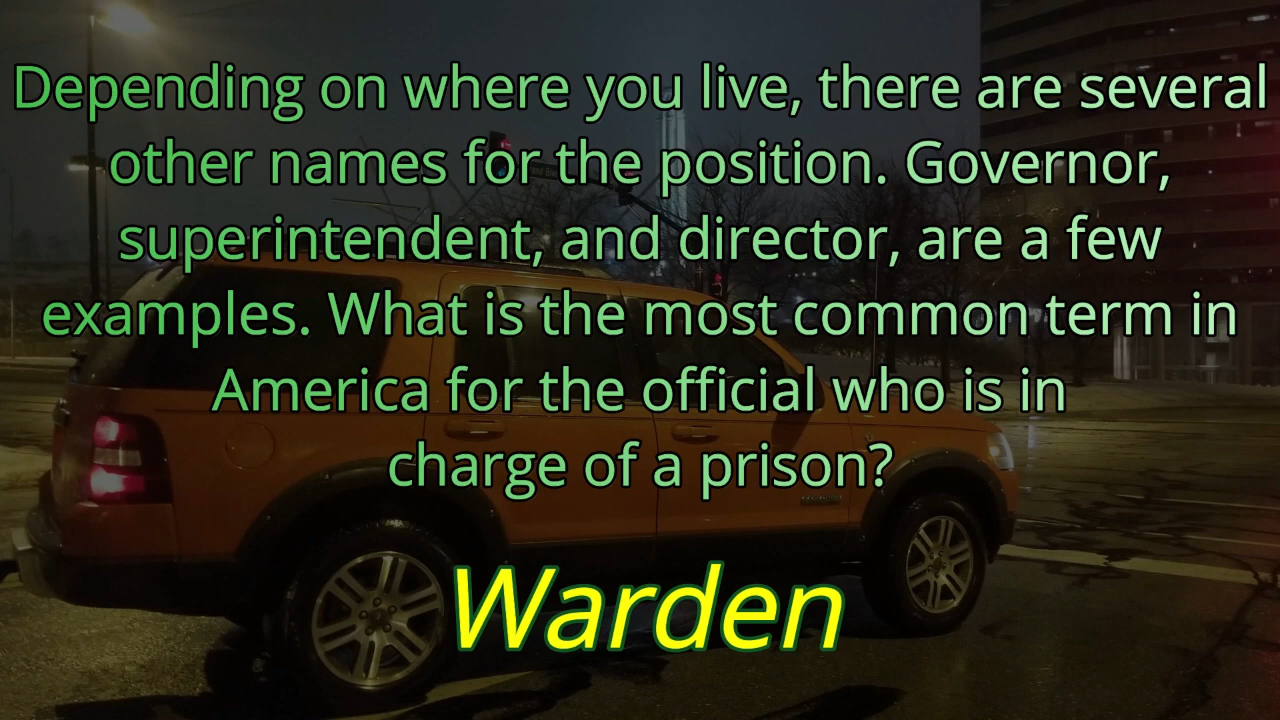 Depending on where you live, there are several
other names for the position. Governor,
superintendent, and director, are a few
examples. What is the most common term in
America for the official who is in
charge of a prison?
Warden